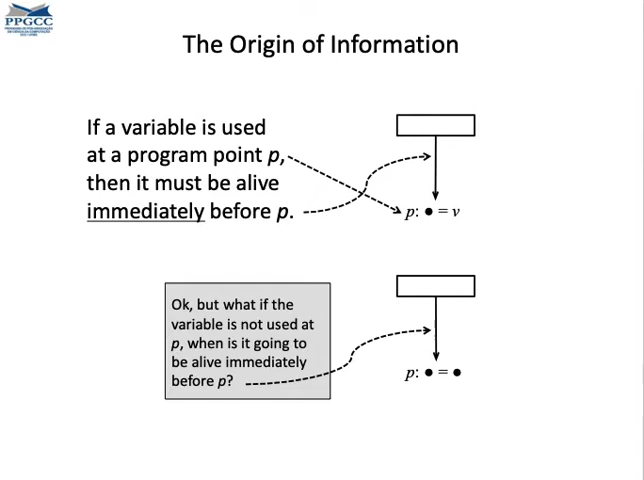 PPGCC
The Origin of Information
If a variable is used
at a program point p,
then it must be alive
immediately before p.
p: ● = v
Ok, but what if the
variable is not used at
p, when is it going to
be alive immediately
before p?
p: ● = ●